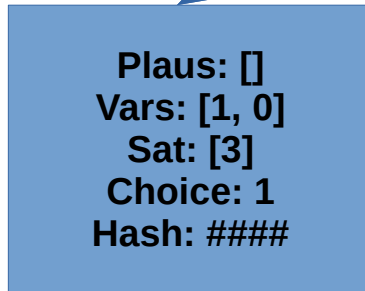 Plaus: []
Vars: [1, 0]
Sat: [3]
Choice: 1
Hash: ####